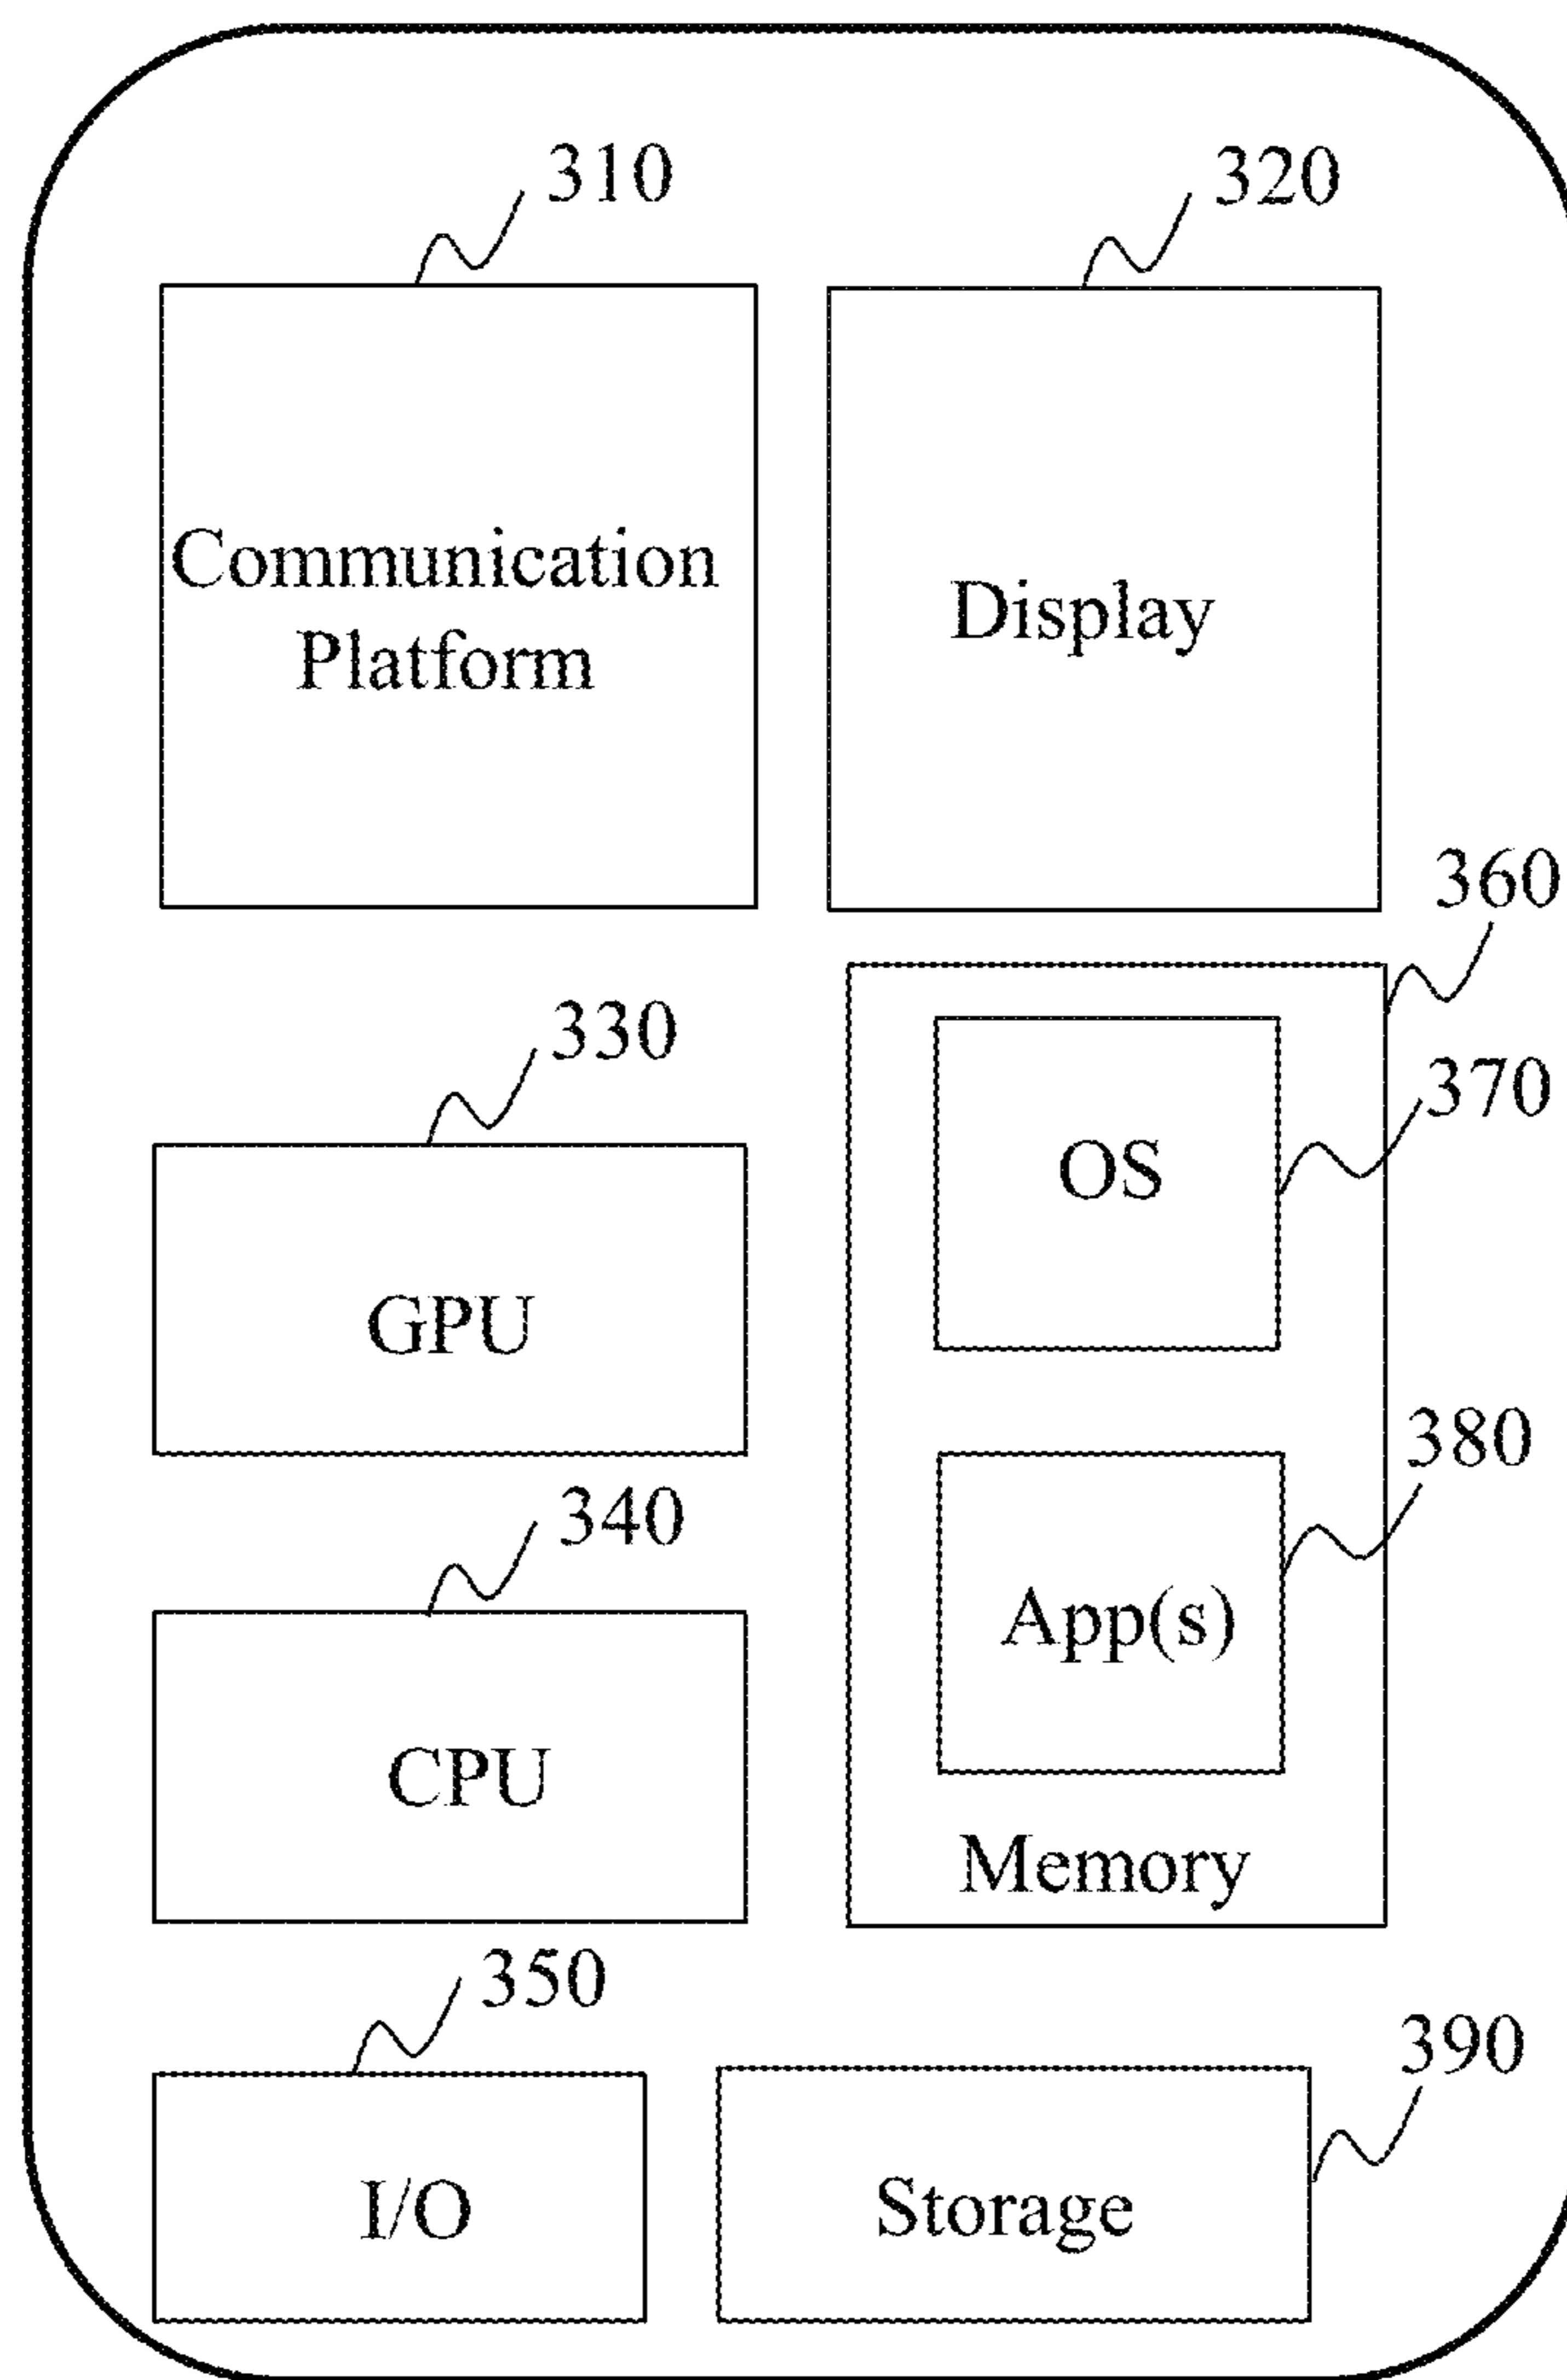 310
320
Communication
Platform
Display
360
330
370
OS
GPU
380
340
App(s)
CPU
Memory
350
390
I/O
Storage